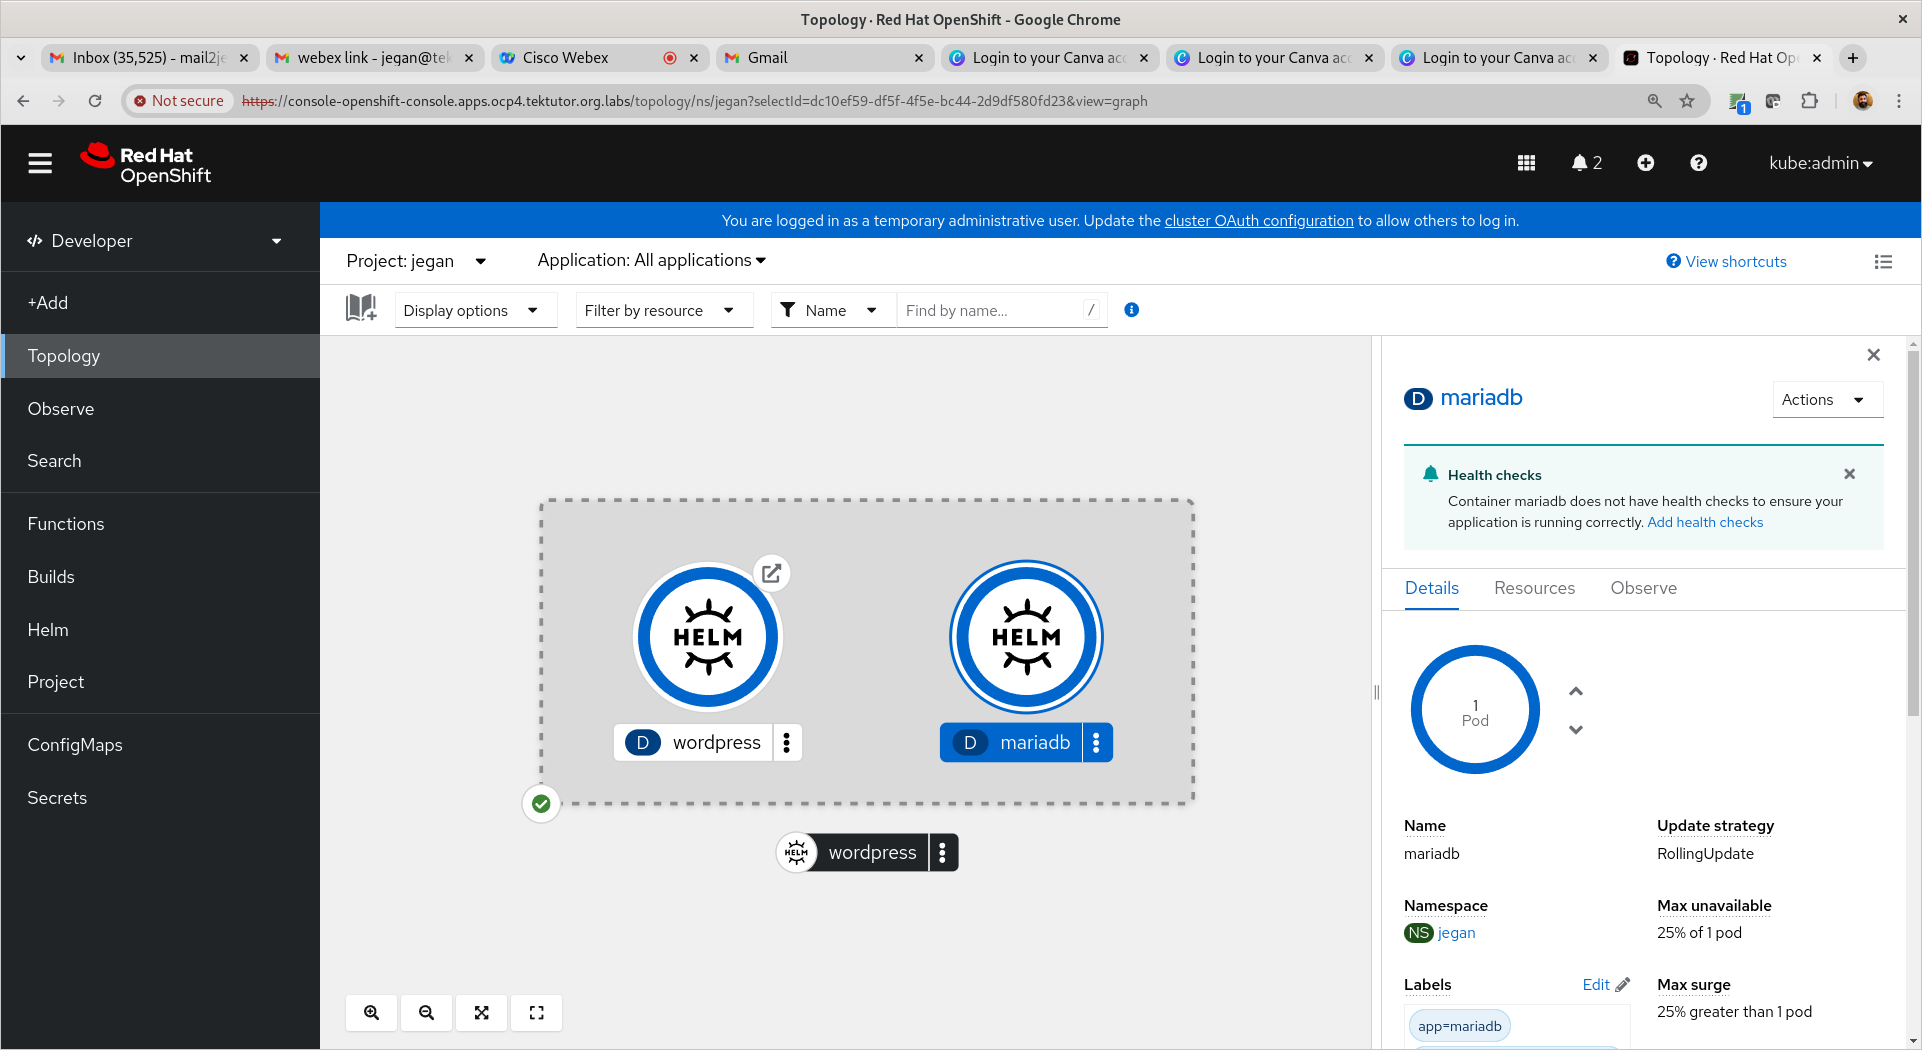 Topology · Red Hat OpenShift - Google Chrome
Inbox (35,525) - mail2je
webex link - jegan@tek
Cisco Webex
Gmail
Login to your Canva acc
Login to your Canva acc
Login to your Canva acc
Topology · Red Hat Ope
Not secure
https://console-openshift-console.apps.ocp4.tektutor.org.labs/topology/ns/jegan?selectId=dc10ef59-df5f-4f5e-bc44-2d9df580fd23&view=graph
1
Red Hat
OpenShift
2
kube:admin
You are logged in as a temporary administrative user. Update the cluster OAuth configuration to allow others to log in.
Developer
+Add
Topology
Observe
Search
Functions
Builds
Helm
Project
ConfigMaps
Secrets
Project: jegan
Application: All applications
View shortcuts
Display options
Filter by resource
Name
Find by name...
/
HELM
D wordpress
HELM
D mariadb
HELM wordpress
D mariadb
Actions
Health checks
Container mariadb does not have health checks to ensure your
application is running correctly. Add health checks
Details
Resources
Observe
1
Pod
Name
mariadb
Update strategy
RollingUpdate
Namespace
NS jegan
Max unavailable
25% of 1 pod
Labels
Edit
app=mariadb
Max surge
25% greater than 1 pod